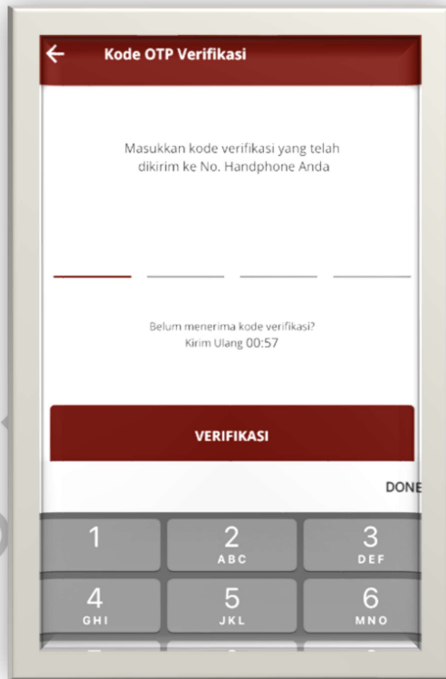 Kode OTP Verifikasi
Masukkan kode verifikasi yang telah
dikirim ke No. Handphone Anda
Belum menerima kode verifikasi?
Kirim Ulang 00:57
VERIFIKASI
DONE
1 2 3
ABC DEF
4 5 6
GHI JKL MNO